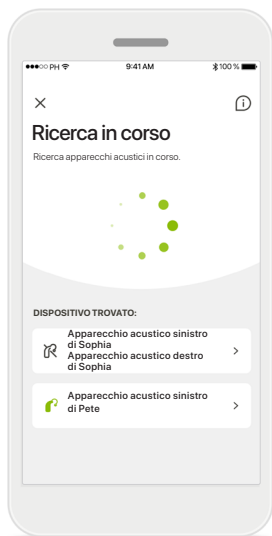 PH 9:41 AM 100 %
Ricerca in corso
Ricerca apparecchi acustici in corso.
DISPOSITIVO TROVATO:
Apparecchio acustico sinistro
di Sophia
Apparecchio acustico destro
di Sophia
Apparecchio acustico sinistro
di Pete